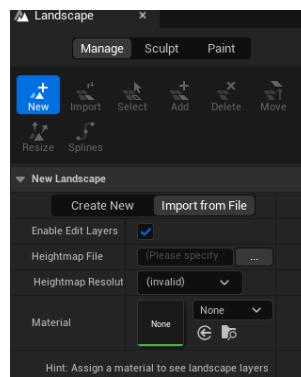 Landscape ×
Manage Sculpt Paint
New Import Select Add Delete Move
Resize Splines
New Landscape
Create New Import from File
Enable Edit Layers
Heightmap File (Please specify ...
Heightmap Resolut (invalid)
Material None None
Hint: Assign a material to see landscape layers